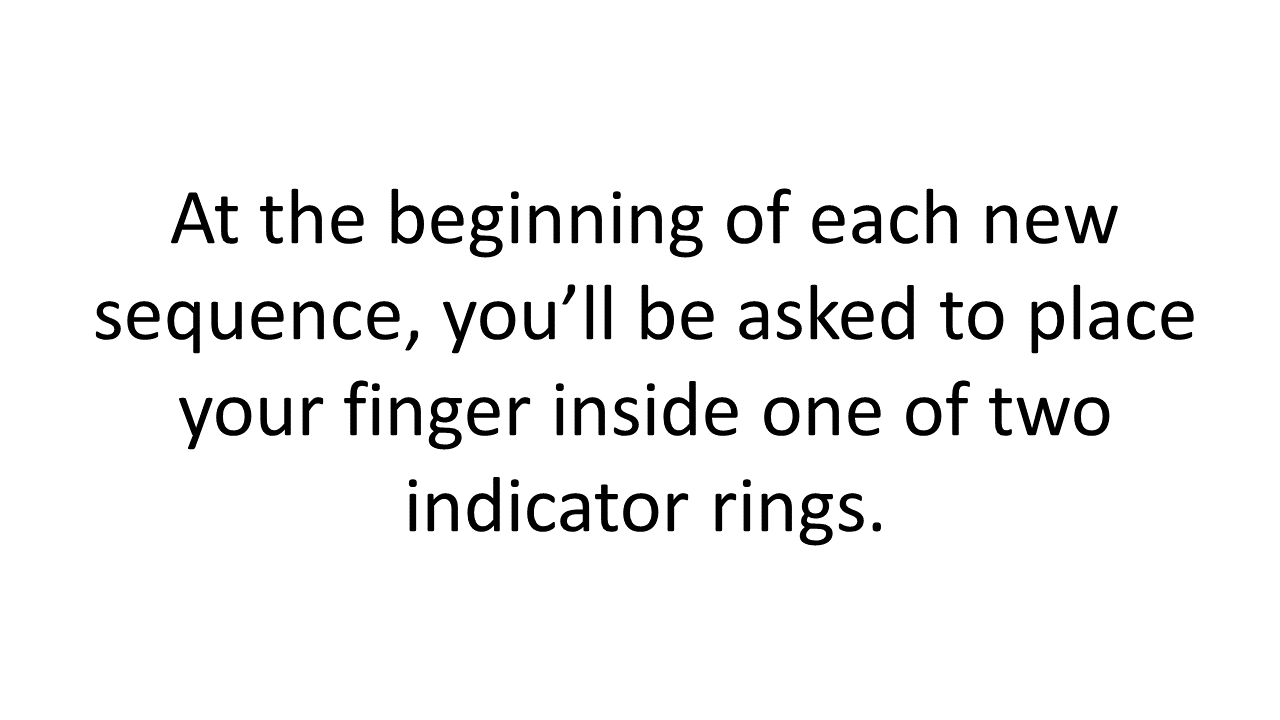 At the beginning of each new
sequence, you’ll be asked to place
your finger inside one of two
indicator rings.